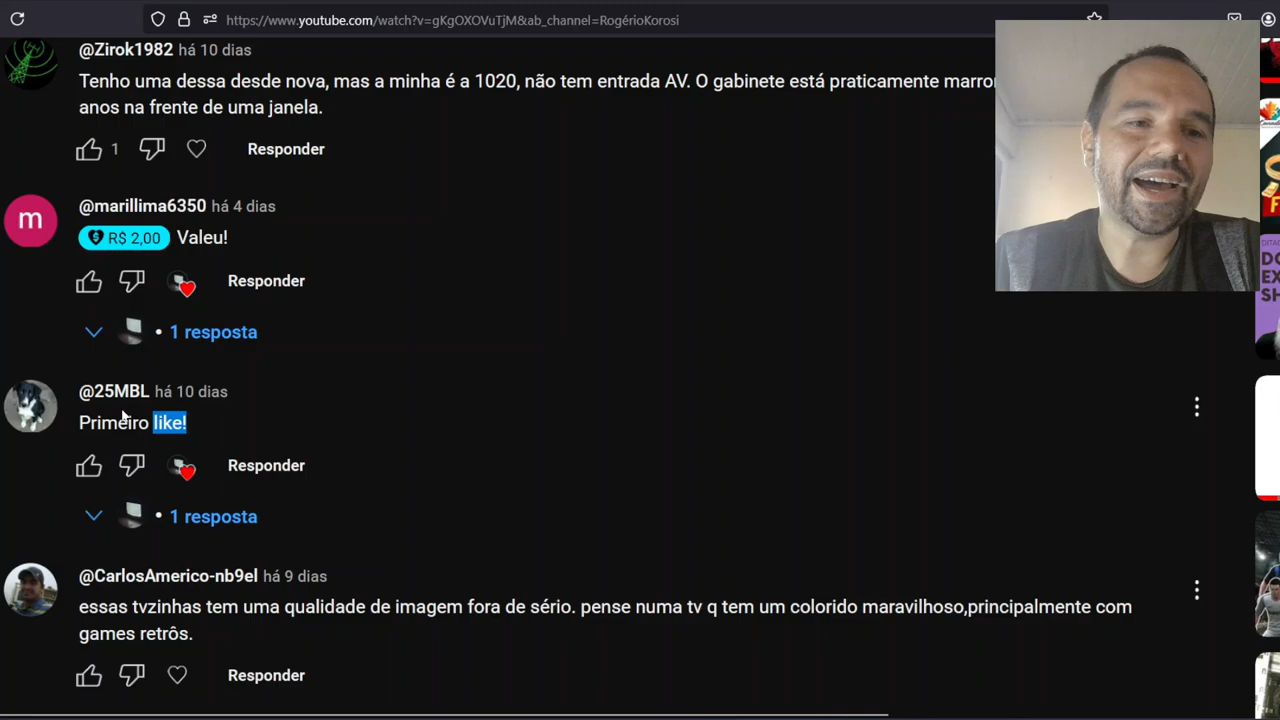 https://www.youtube.com/watch?v=gKgOXOVuTjM&ab_channel=RogérioKorosi
@Zirok1982 há 10 dias
Tenho uma dessa desde nova, mas a minha é a 1020, não tem entrada AV. O gabinete está praticamente marrom
anos na frente de uma janela.
1
Responder
@marillima6350 há 4 dias
m
R$ 2,00 Valeu!
Responder
• 1 resposta
@25MBL há 10 dias
Primeiro like!
Responder
• 1 resposta
@CarlosAmerico-nb9el há 9 dias
essas tvzinhas tem uma qualidade de imagem fora de sério. pense numa tv q tem um colorido maravilhoso,principalmente com
games retrôs.
Responder